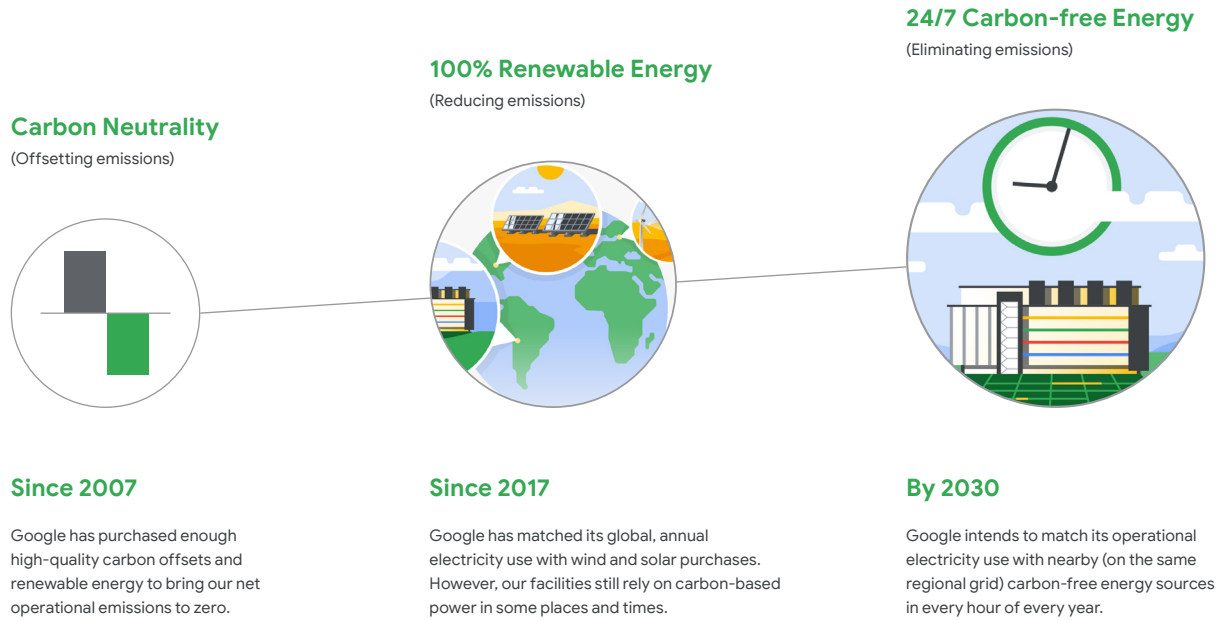 Carbon Neutrality
(Offsetting emissions)
100% Renewable Energy
(Reducing emissions)
24/7 Carbon-free Energy
(Eliminating emissions)
Since 2007
Google has purchased enough
high-quality carbon offsets and
renewable energy to bring our net
operational emissions to zero.
Since 2017
Google has matched its global, annual
electricity use with wind and solar purchases.
However, our facilities still rely on carbon-based
power in some places and times.
By 2030
Google intends to match its operational
electricity use with nearby (on the same
regional grid) carbon-free energy sources
in every hour of every year.